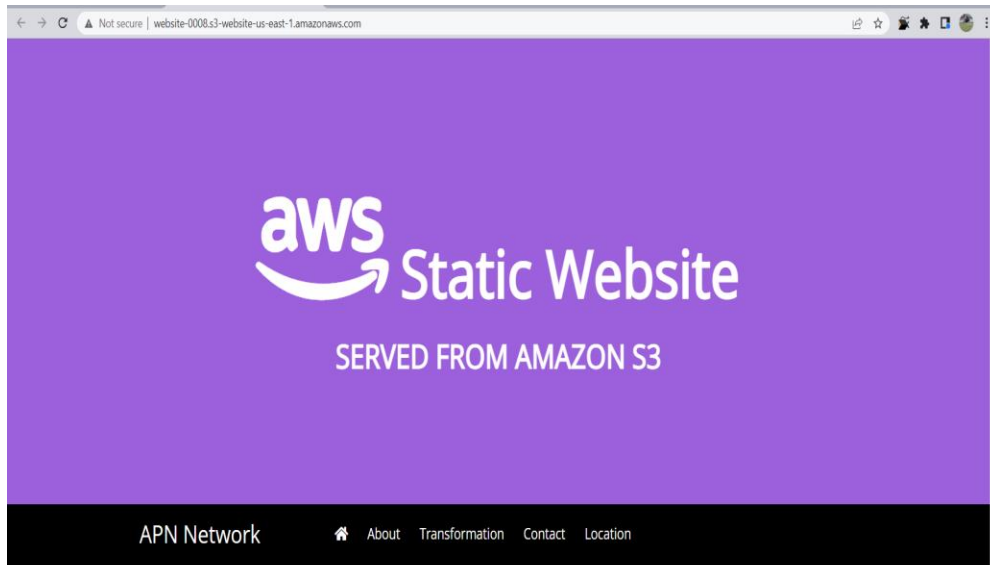 Not secure | website-0008.s3-website-us-east-1.amazonaws.com
aws
Static Website
SERVED FROM AMAZON S3
APN Network About Transformation Contact Location